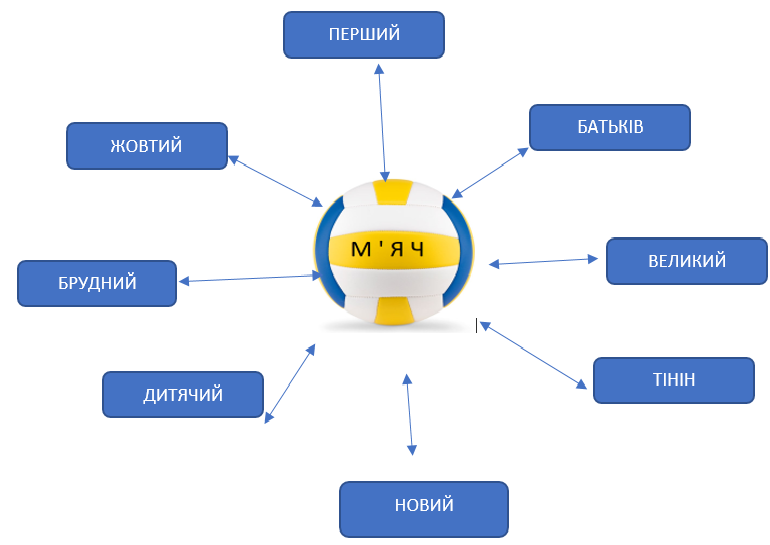 ПЕРШИЙ
БАТЬКІВ
ЖОВТИЙ
М'ЯЧ
ВЕЛИКИЙ
БРУДНИЙ
ТІНІН
ДИТЯЧИЙ
НОВИЙ